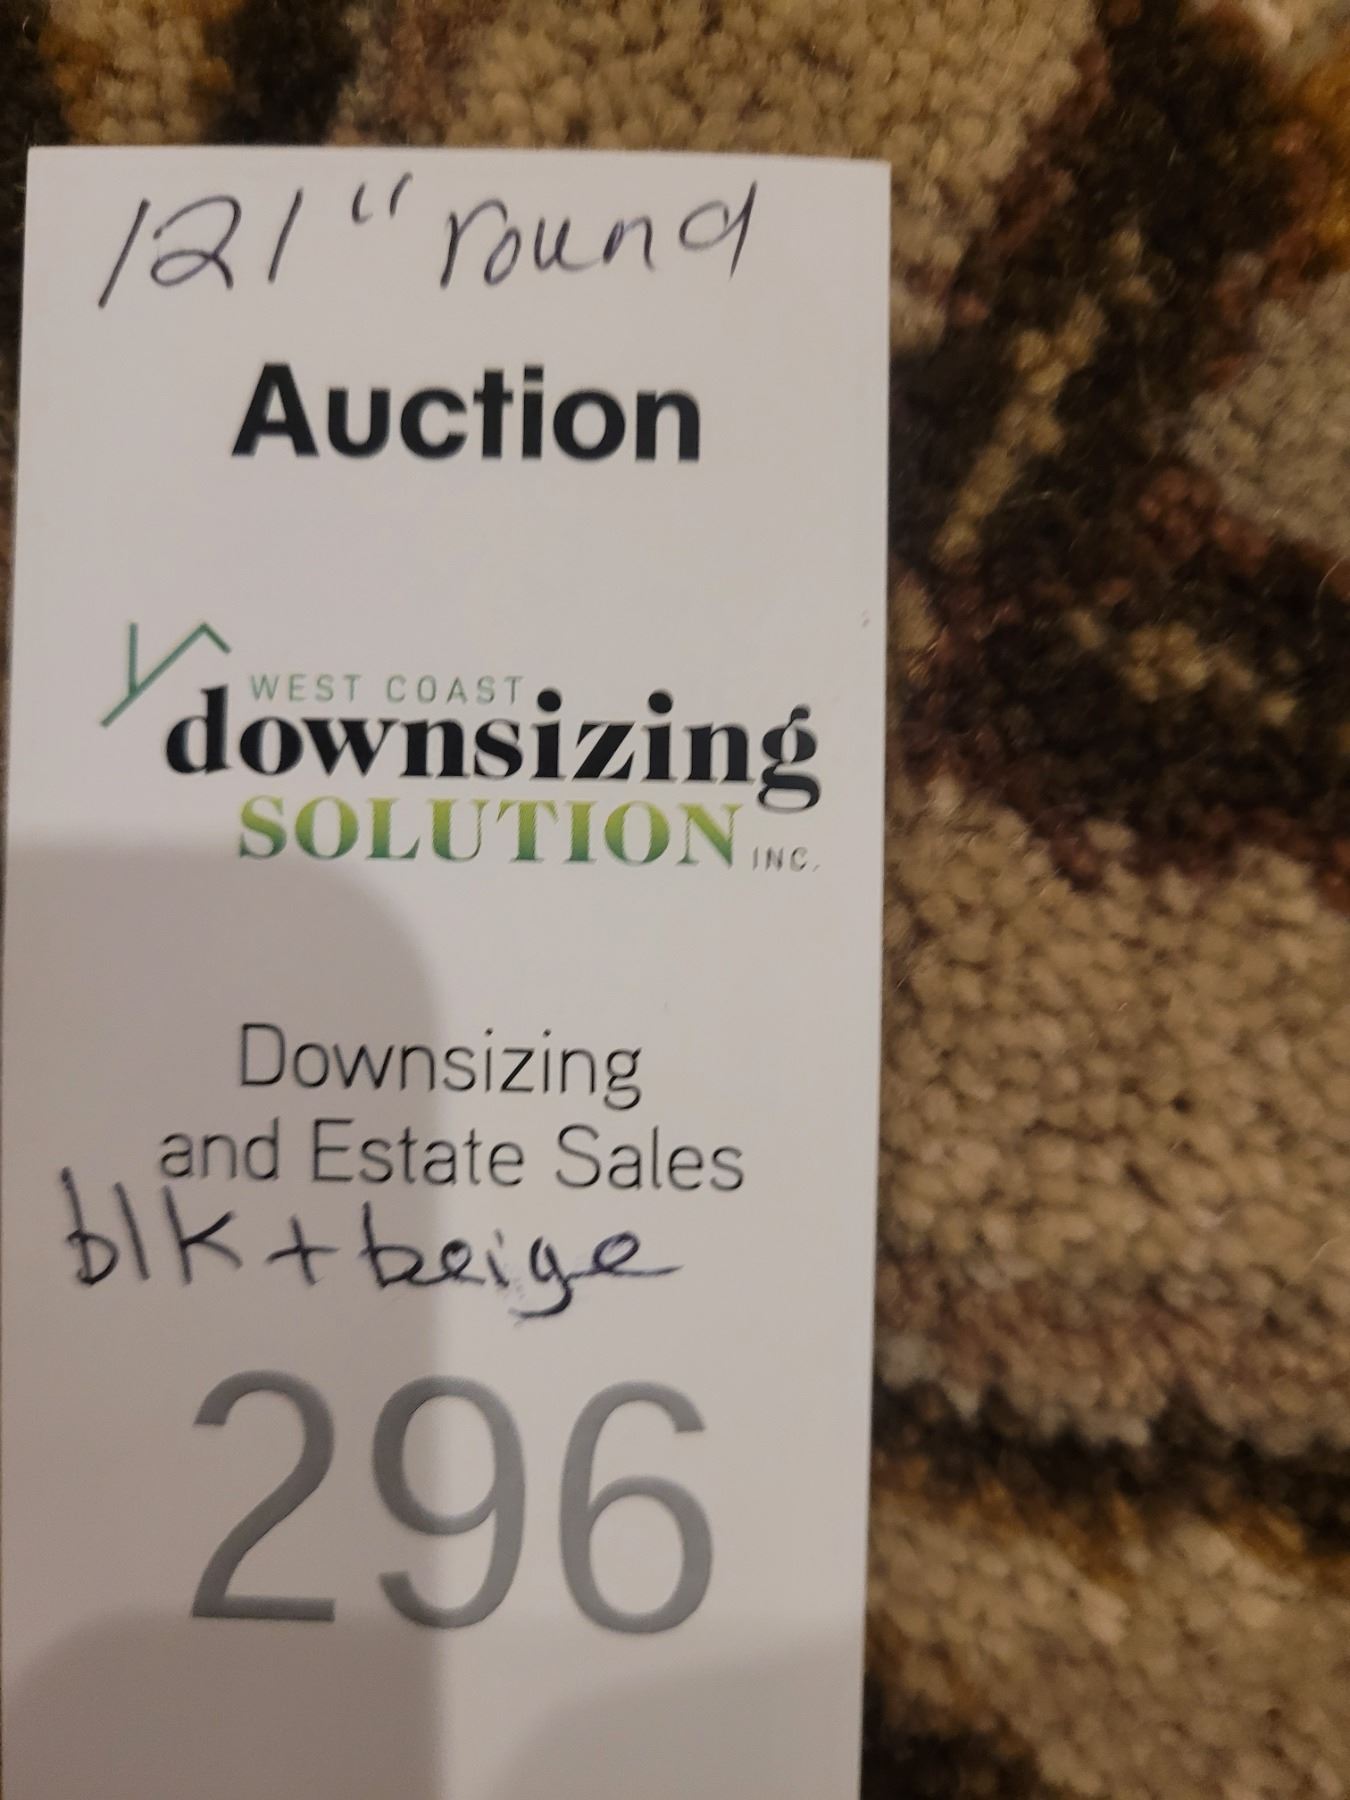 121" round
Auction
WEST COAST
downsizing
SOLUTION INC.
Downsizing
and Estate Sales
blk + beige
296